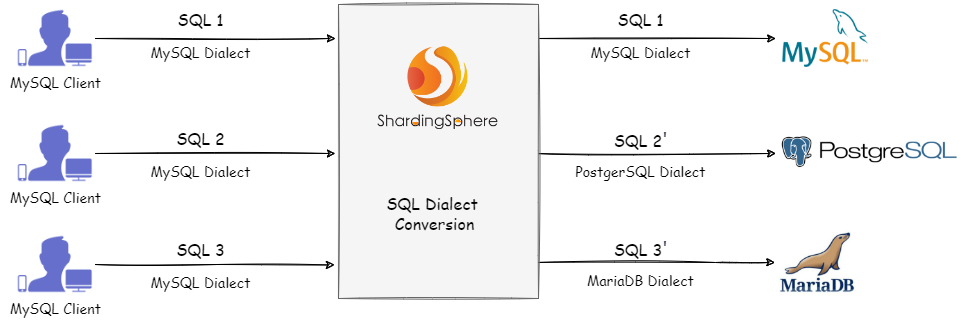 SQL 1
MySQL Dialect
MySQL Client
ShardingSphere
SQL 1
MySQL Dialect
MySQL
SQL 2
MySQL Dialect
MySQL Client
SQL Dialect
Conversion
SQL 2'
PostgerSQL Dialect
PostgreSQL
SQL 3
MySQL Dialect
MySQL Client
SQL 3'
MariaDB Dialect
MariaDB